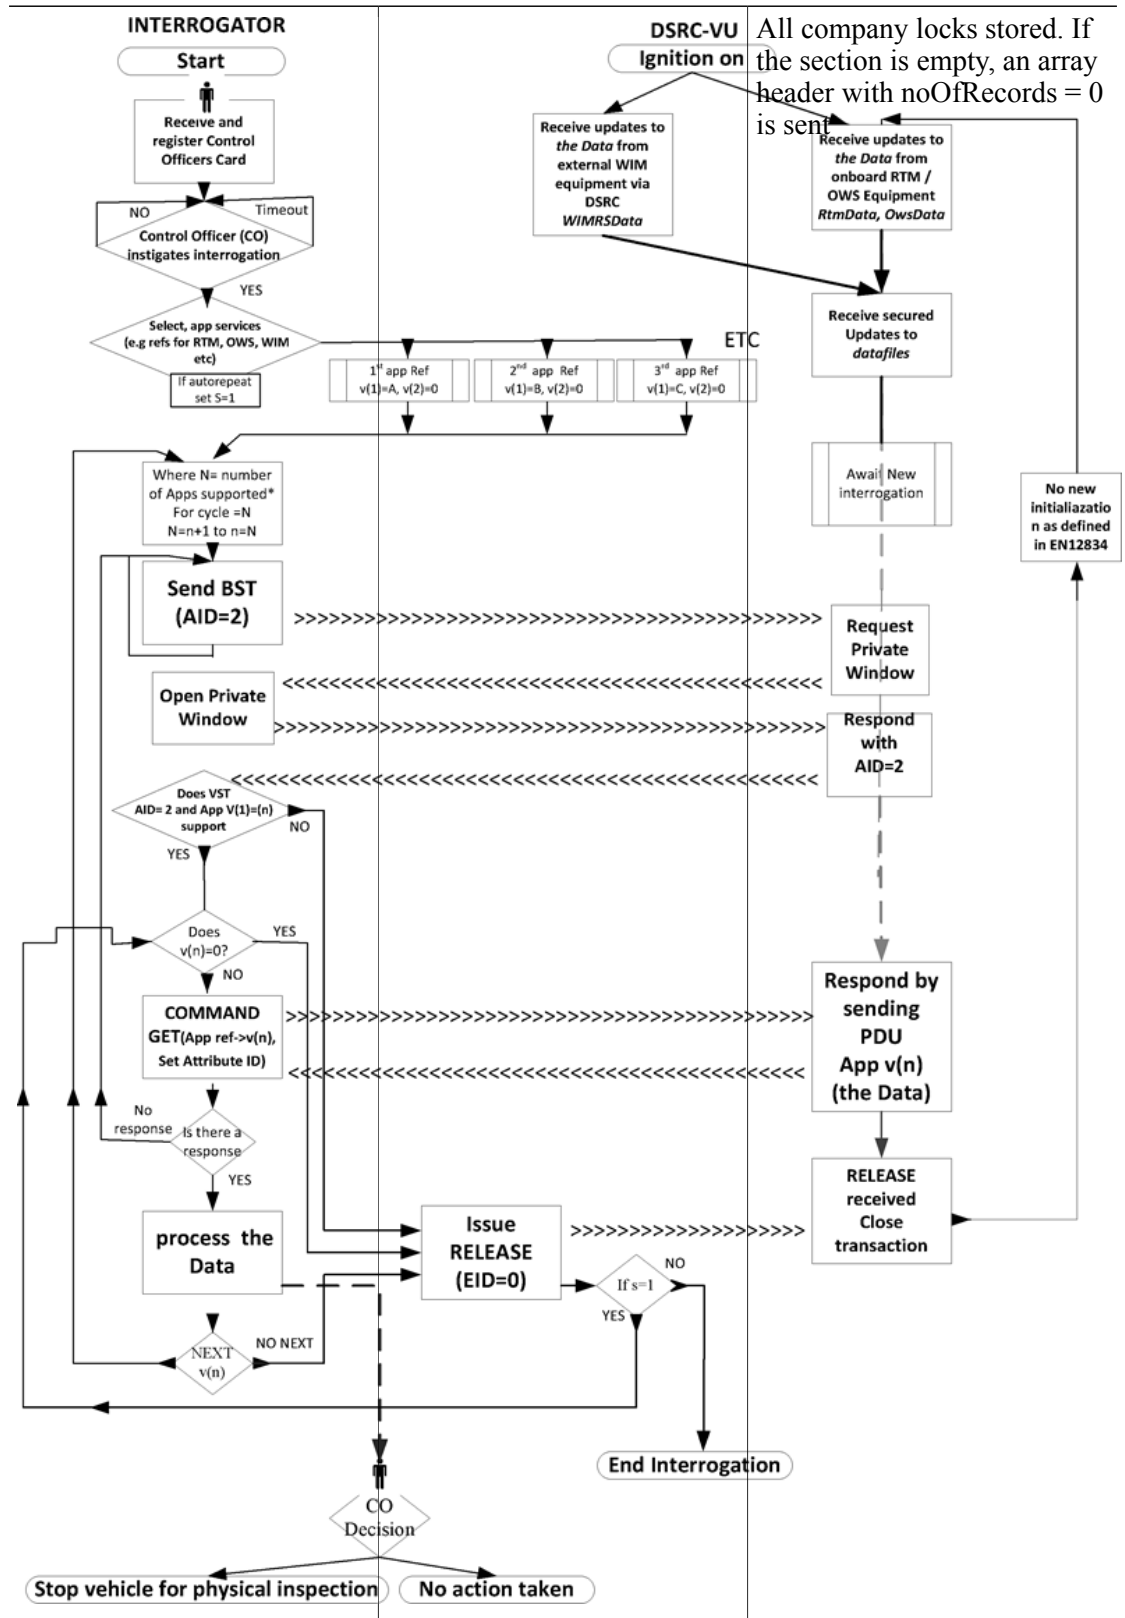 INTERROGATOR
Start
Receive and
register Control
Officers Card
NO
Timeout
Control Officer (CO)
instigates interrogation
YES
Select, app services
(e.g refs for RTM, OWS, WIM
etc)
If autorepeat
set S=1
1st app Ref
v(1)=A, v(2)=0
2nd app Ref
v(1)=B, v(2)=0
3rd app Ref
v(1)=C, v(2)=0
ETC
DSRC-VU
Ignition on
All company locks stored. If
the section is empty, an array
header with noOfRecords = 0
is sent
Receive updates to
the Data from
external WIM
equipment via
DSRC
WIMRSData
Receive updates to
the Data from
onboard RTM /
OWS Equipment
RtmData, OwsData
Receive secured
Updates to
datafiles
Await New
interrogation
No new
initialiazatio
n as defined
in EN12834
Where N= number
of Apps supported*
For cycle =N
N=n+1 to n=N
Send BST
(AID=2)
>>>>>>>>>>>>>>>>>>>>>>>>>>>>>>>>>>>>>>>>>>>>>
Request
Private
Window
<<<<<<<<<<<<<<<<<<<<<<<<<<<<<<<<<<<<<<<<<<<<<<
Open Private
Window
>>>>>>>>>>>>>>>>>>>>>>>>>>>>>>>>>>>>>>>>>>>>>>>
Respond
with
AID=2
<<<<<<<<<<<<<<<<<<<<<<<<<<<<<<<<<<<<<<<<<<<<<<<<<<
Does VST
AID= 2 and App V(1)=(n)
support
NO
YES
Does
v(n)=0?
YES
NO
COMMAND
GET(App ref->v(n),
Set Attribute ID)
>>>>>>>>>>>>>>>>>>>>>>>>>>>>>>>>>>>>>>>>>>>>>
<<<<<<<<<<<<<<<<<<<<<<<<<<<<<<<<<<<<<<<<<<<<
Respond by
sending
PDU
App v(n)
(the Data)
No
response
Is there a
response
YES
process the
Data
Issue
RELEASE
(EID=0)
>>>>>>>>>>>>>>>>>>>>
RELEASE
received
Close
transaction
If s=1
NO
YES
NEXT
v(n)
NO NEXT
End Interrogation
CO
Decision
Stop vehicle for physical inspection
No action taken